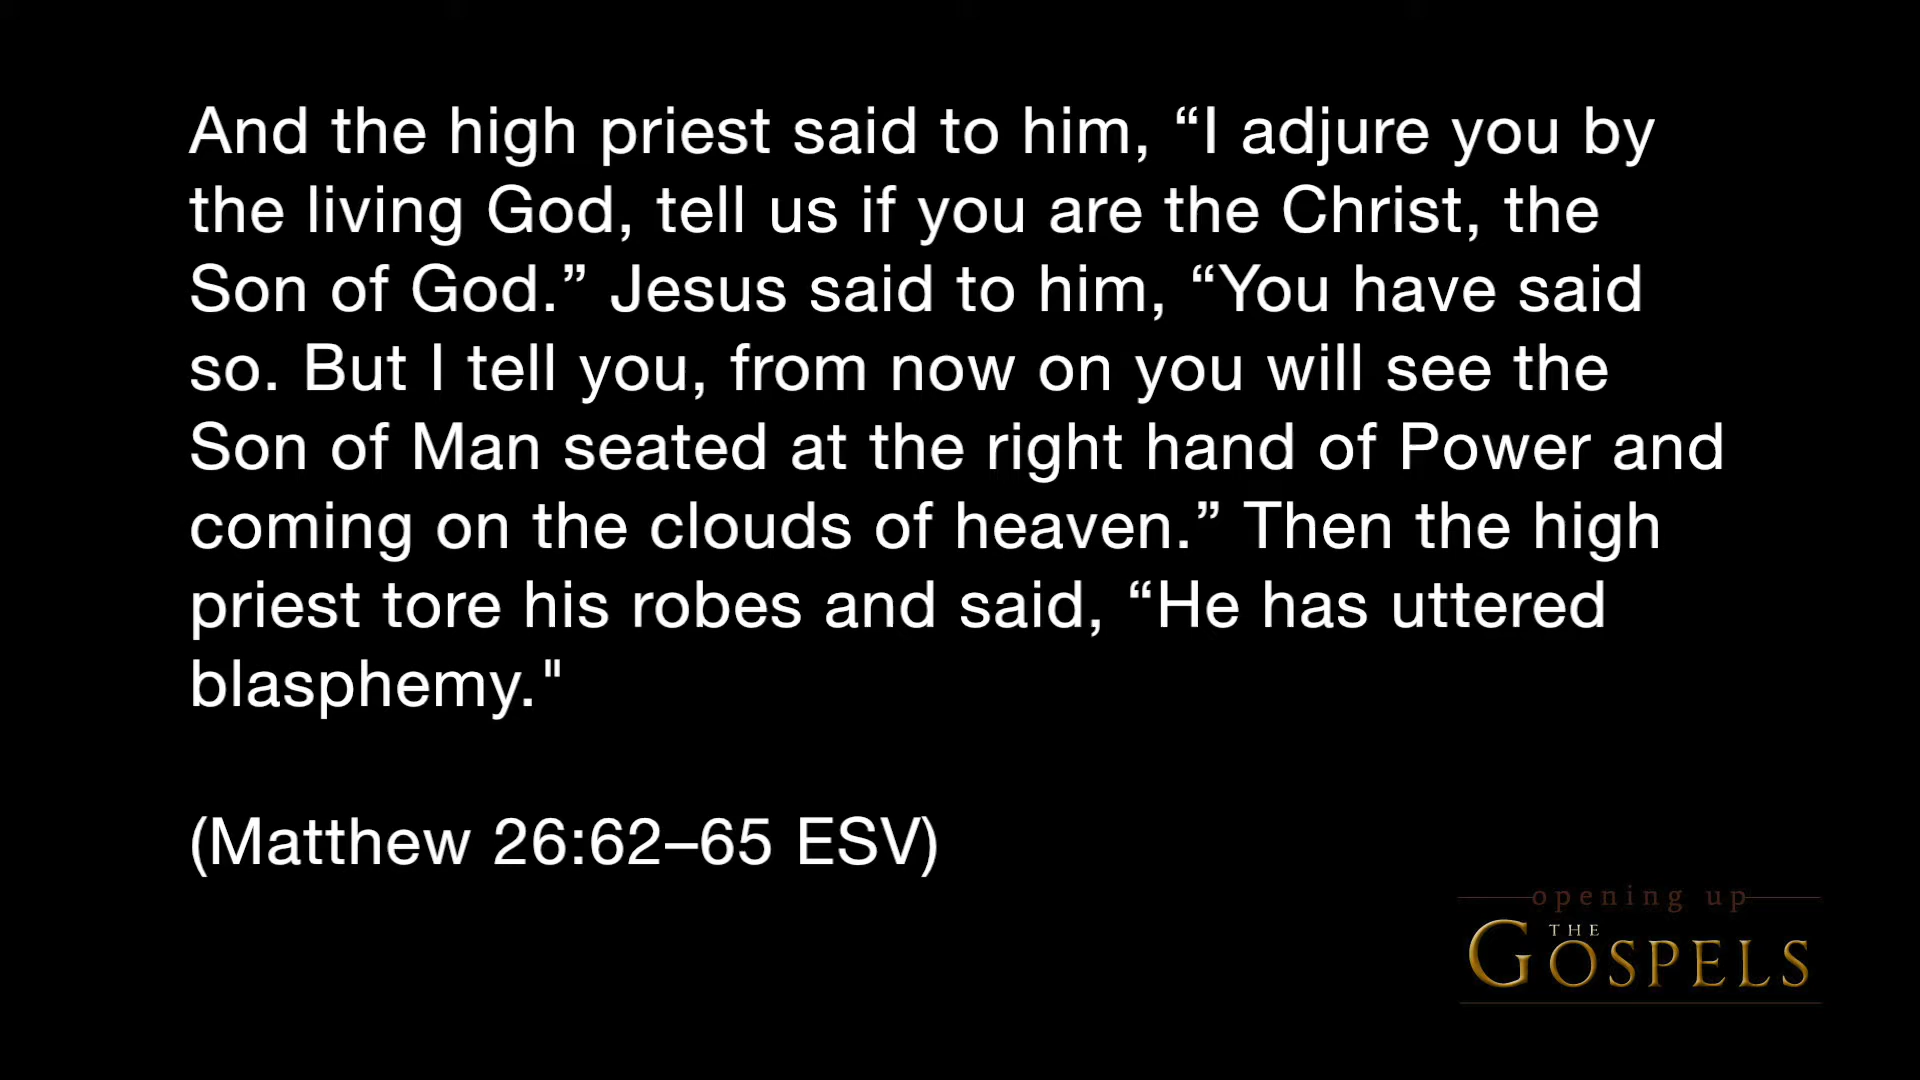 And the high priest said to him, “I adjure you by
the living God, tell us if you are the Christ, the
Son of God.” Jesus said to him, “You have said
so. But I tell you, from now on you will see the
Son of Man seated at the right hand of Power and
coming on the clouds of heaven.” Then the high
priest tore his robes and said, “He has uttered
blasphemy."
(Matthew 26:62–65 ESV)
opening up
THE
GOSPELS